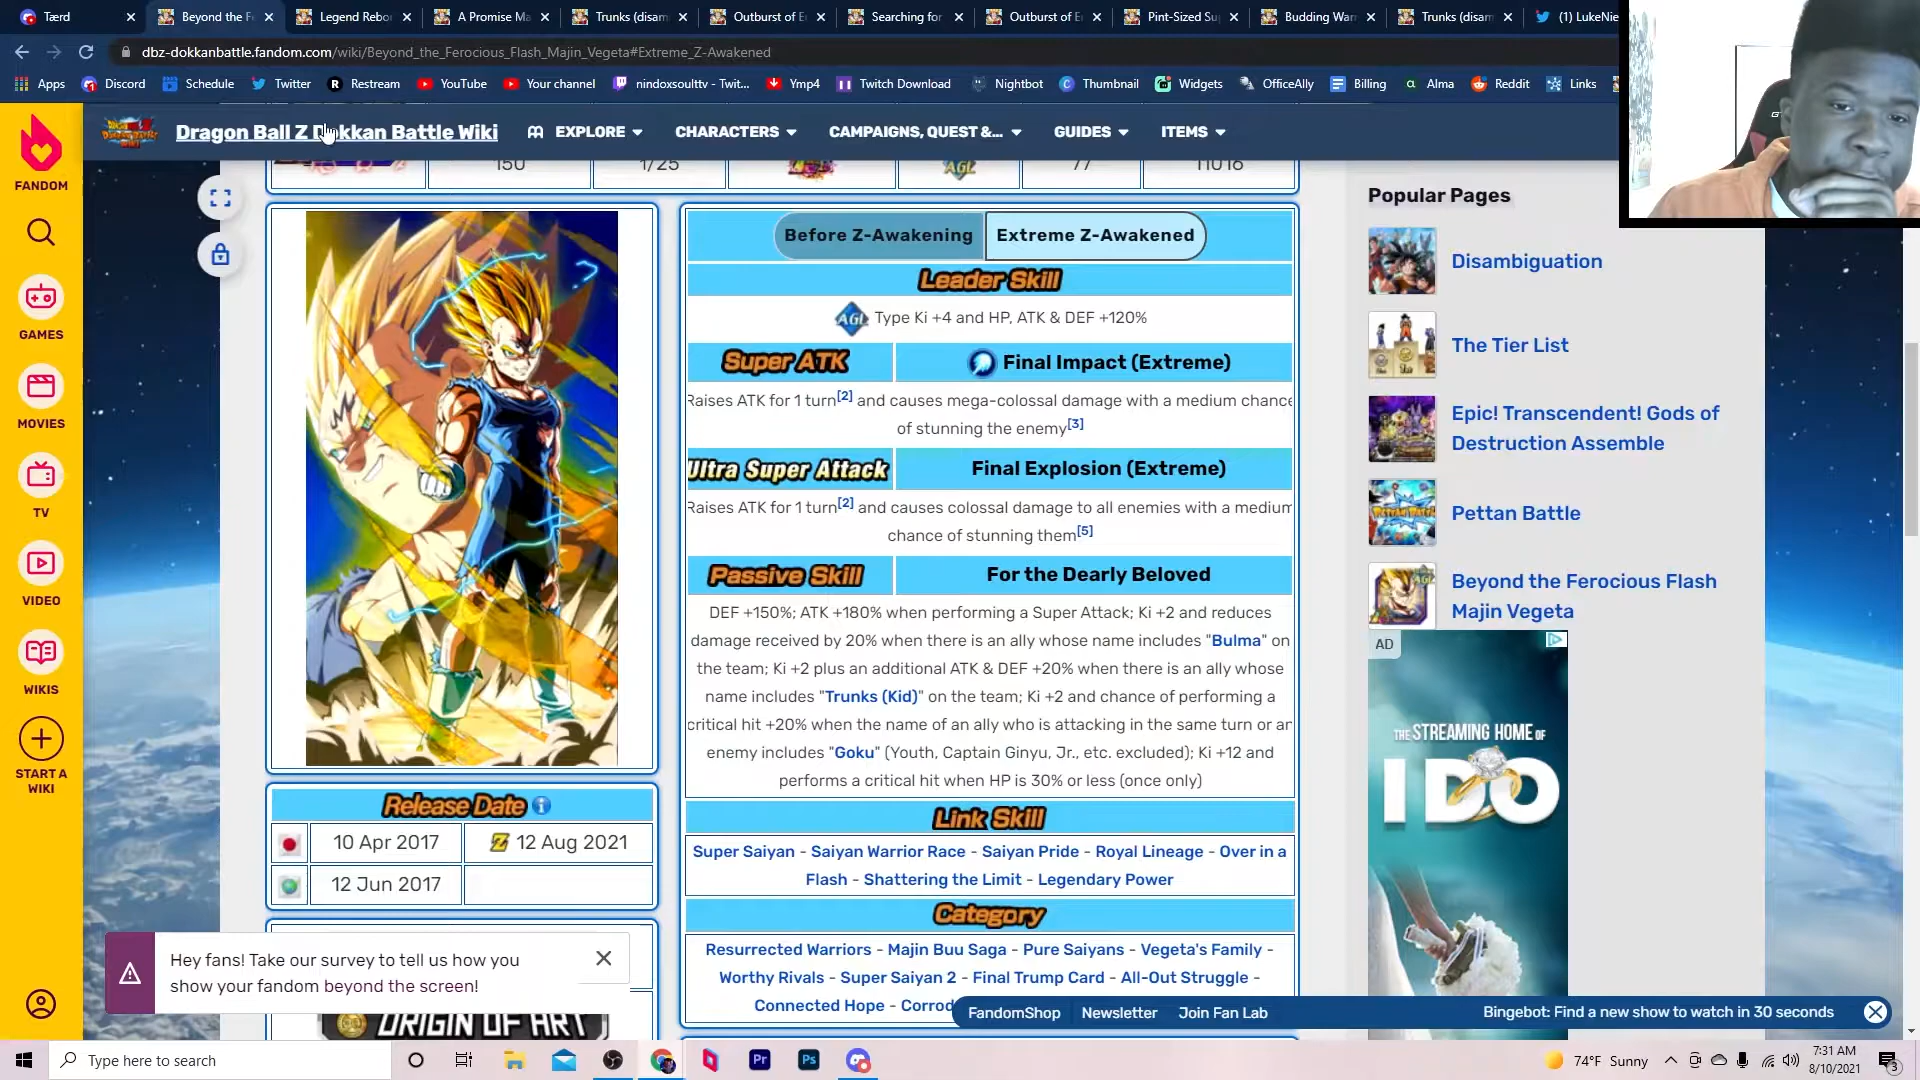 Tærd
Beyond the F
Legend Rebo
A Promise Ma
Trunks (disam
Outburst of E
Searching for
Outburst of E
Pint-Sized Su
Budding War
Trunks (disam
(1) LukeNie
dbz-dokkanbattle.fandom.com/wiki/Beyond_the_Ferocious_Flash_Majin_Vegeta#Extreme_Z-Awakened
Apps
Discord
Schedule
Twitter
Restream
YouTube
Your channel
nindoxsoulttv - Twit...
Ymp4
Twitch Download
Nightbot
Thumbnail
Widgets
OfficeAlly
Billing
Alma
Reddit
Links
Dragon Ball Z Dokkan Battle Wiki
EXPLORE
CHARACTERS
CAMPAIGNS, QUEST &...
GUIDES
ITEMS
FANDOM
GAMES
MOVIES
TV
VIDEO
WIKIS
START A
WIKI
150
1/25
77
11016
Before Z-Awakening
Extreme Z-Awakened
Leader Skill
AGL Type Ki +4 and HP, ATK & DEF +120%
Super ATK
Final Impact (Extreme)
Raises ATK for 1 turn[2] and causes mega-colossal damage with a medium chance
of stunning the enemy[3]
Ultra Super Attack
Final Explosion (Extreme)
Raises ATK for 1 turn[2] and causes colossal damage to all enemies with a medium
chance of stunning them[5]
Passive Skill
For the Dearly Beloved
DEF +150%; ATK +180% when performing a Super Attack; Ki +2 and reduces
damage received by 20% when there is an ally whose name includes "Bulma" on
the team; Ki +2 plus an additional ATK & DEF +20% when there is an ally whose
name includes "Trunks (Kid)" on the team; Ki +2 and chance of performing a
critical hit +20% when the name of an ally who is attacking in the same turn or an
enemy includes "Goku" (Youth, Captain Ginyu, Jr., etc. excluded); Ki +12 and
performs a critical hit when HP is 30% or less (once only)
Link Skill
Super Saiyan - Saiyan Warrior Race - Saiyan Pride - Royal Lineage - Over in a
Flash - Shattering the Limit - Legendary Power
Category
Resurrected Warriors - Majin Buu Saga - Pure Saiyans - Vegeta's Family -
Worthy Rivals - Super Saiyan 2 - Final Trump Card - All-Out Struggle -
Connected Hope - Corrod
Release Date
10 Apr 2017
Z 12 Aug 2021
12 Jun 2017
Hey fans! Take our survey to tell us how you
show your fandom beyond the screen!
ORIGIN OF ART
Popular Pages
Disambiguation
The Tier List
Epic! Transcendent! Gods of
Destruction Assemble
Pettan Battle
Beyond the Ferocious Flash
Majin Vegeta
AD
THE STREAMING HOME OF
I DO
FandomShop
Newsletter
Join Fan Lab
Bingebot: Find a new show to watch in 30 seconds
Type here to search
74°F Sunny
7:31 AM
8/10/2021
3